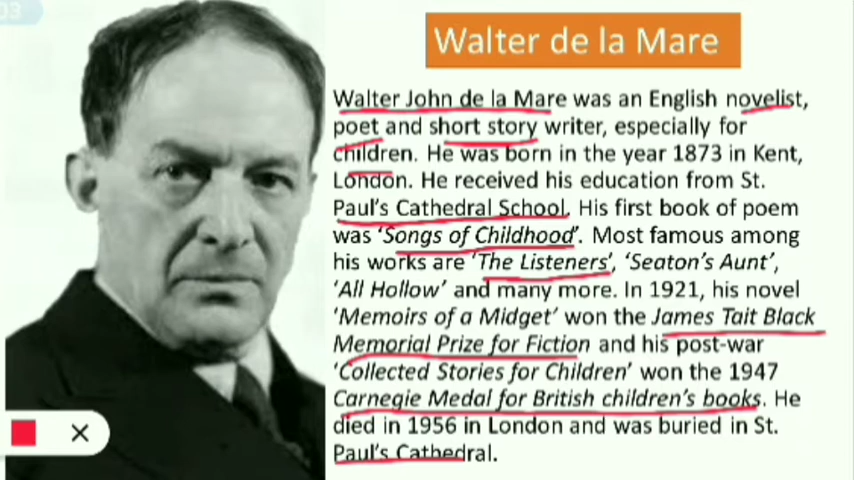 03
Walter de la Mare
Walter John de la Mare was an English novelist,
poet and short story writer, especially for
children. He was born in the year 1873 in Kent,
London. He received his education from St.
Paul's Cathedral School. His first book of poem
was 'Songs of Childhood'. Most famous among
his works are 'The Listeners', 'Seaton's Aunt',
'All Hollow' and many more. In 1921, his novel
'Memoirs of a Midget' won the James Tait Black
Memorial Prize for Fiction and his post-war
'Collected Stories for Children' won the 1947
Carnegie Medal for British children's books. He
died in 1956 in London and was buried in St.
Paul's Cathedral.